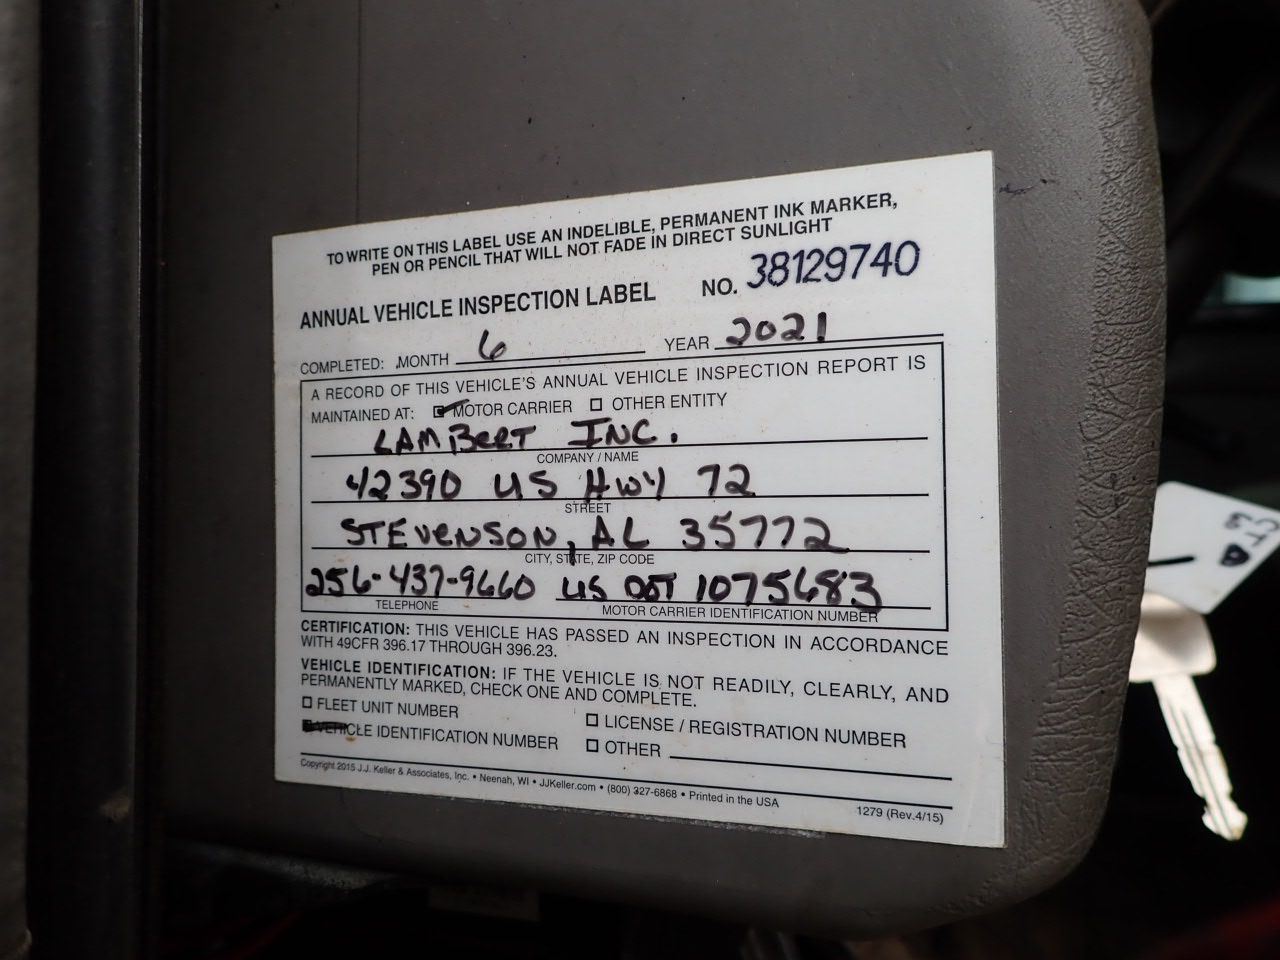 TO WRITE ON THIS LABEL USE AN INDELIBLE, PERMANENT INK MARKER,
PEN OR PENCIL THAT WILL NOT FADE IN DIRECT SUNLIGHT
ANNUAL VEHICLE INSPECTION LABEL NO. 38129740
COMPLETED: MONTH 6 YEAR 2021
A RECORD OF THIS VEHICLE'S ANNUAL VEHICLE INSPECTION REPORT IS
MAINTAINED AT: MOTOR CARRIER OTHER ENTITY
LAMBERT INC.
COMPANY / NAME
42390 US HWY 72
STREET
STEVENSON, AL 35772
CITY, STATE, ZIP CODE
256-437-9660 US DOT 1075683
TELEPHONE MOTOR CARRIER IDENTIFICATION NUMBER
CERTIFICATION: THIS VEHICLE HAS PASSED AN INSPECTION IN ACCORDANCE
WITH 49CFR 396.17 THROUGH 396.23.
VEHICLE IDENTIFICATION: IF THE VEHICLE IS NOT READILY, CLEARLY, AND
PERMANENTLY MARKED, CHECK ONE AND COMPLETE.
FLEET UNIT NUMBER LICENSE / REGISTRATION NUMBER
VEHICLE IDENTIFICATION NUMBER OTHER
Copyright 2015 J.J. Keller & Associates, Inc. • Neenah, WI • JJKeller.com • (800) 327-6868 • Printed in the USA 1279 (Rev.4/15)